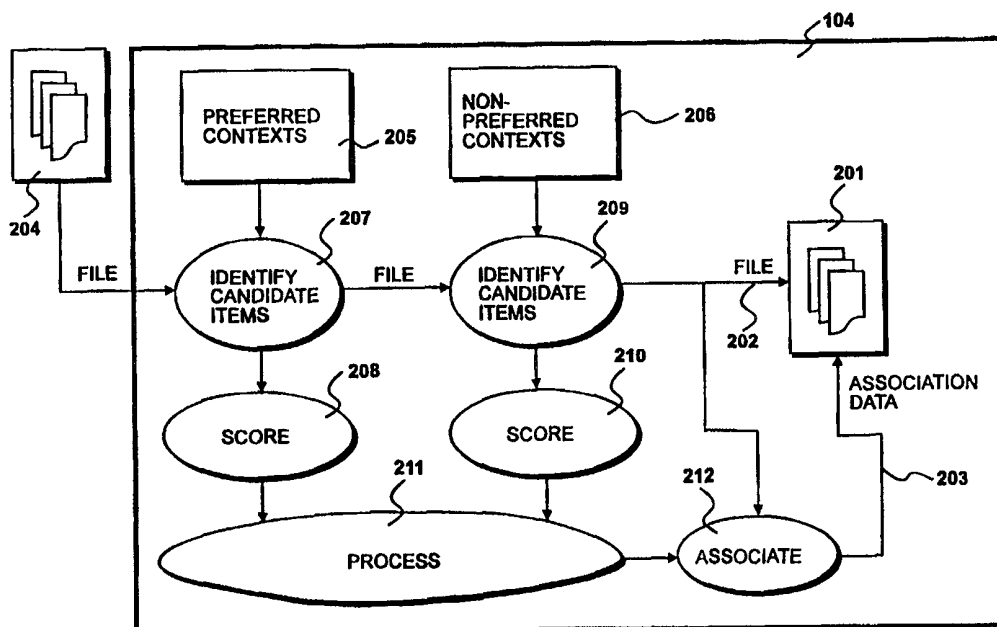 104
PREFERRED
CONTEXTS
205
NON-
PREFERRED
CONTEXTS
206
204
207
209
201
FILE
IDENTIFY
CANDIDATE
ITEMS
FILE
IDENTIFY
CANDIDATE
ITEMS
FILE
202
208
210
ASSOCIATION
DATA
SCORE
SCORE
203
211
212
PROCESS
ASSOCIATE